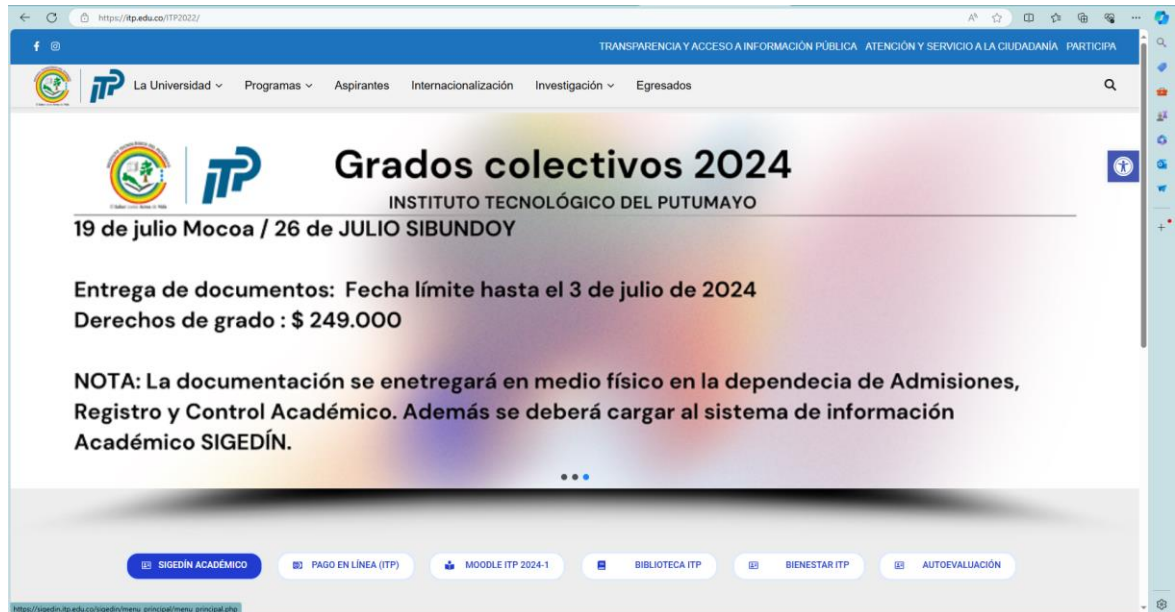 https://itp.edu.co/ITP2022/
TRANSPARENCIA Y ACCESO A INFORMACIÓN PÚBLICA ATENCIÓN Y SERVICIO A LA CIUDADANÍA PARTICIPA
iTP La Universidad Programas Aspirantes Internacionalización Investigación Egresados
iTP
Grados colectivos 2024
INSTITUTO TECNOLÓGICO DEL PUTUMAYO
19 de julio Mocoa / 26 de JULIO SIBUNDOY
Entrega de documentos: Fecha límite hasta el 3 de julio de 2024
Derechos de grado : $ 249.000
NOTA: La documentación se enetregará en medio físico en la dependecia de Admisiones,
Registro y Control Académico. Además se deberá cargar al sistema de información
Académico SIGEDÍN.
SIGEDÍN ACADÉMICO PAGO EN LÍNEA (ITP) MOODLE ITP 2024-1 BIBLIOTECA ITP BIENESTAR ITP AUTOEVALUACIÓN
https://sigedin.itp.edu.co/sigedin/menu_principal/menu_principal.php